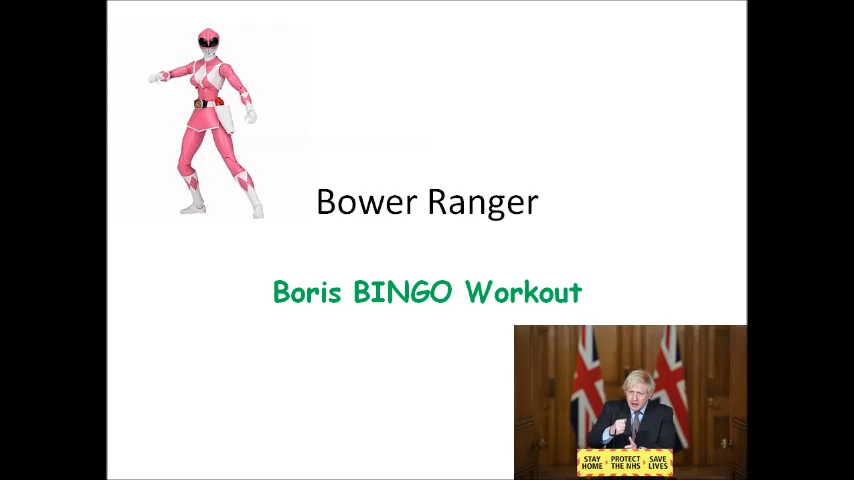 Bower Ranger
Boris BINGO Workout
STAY HOME PROTECT THE NHS SAVE LIVES